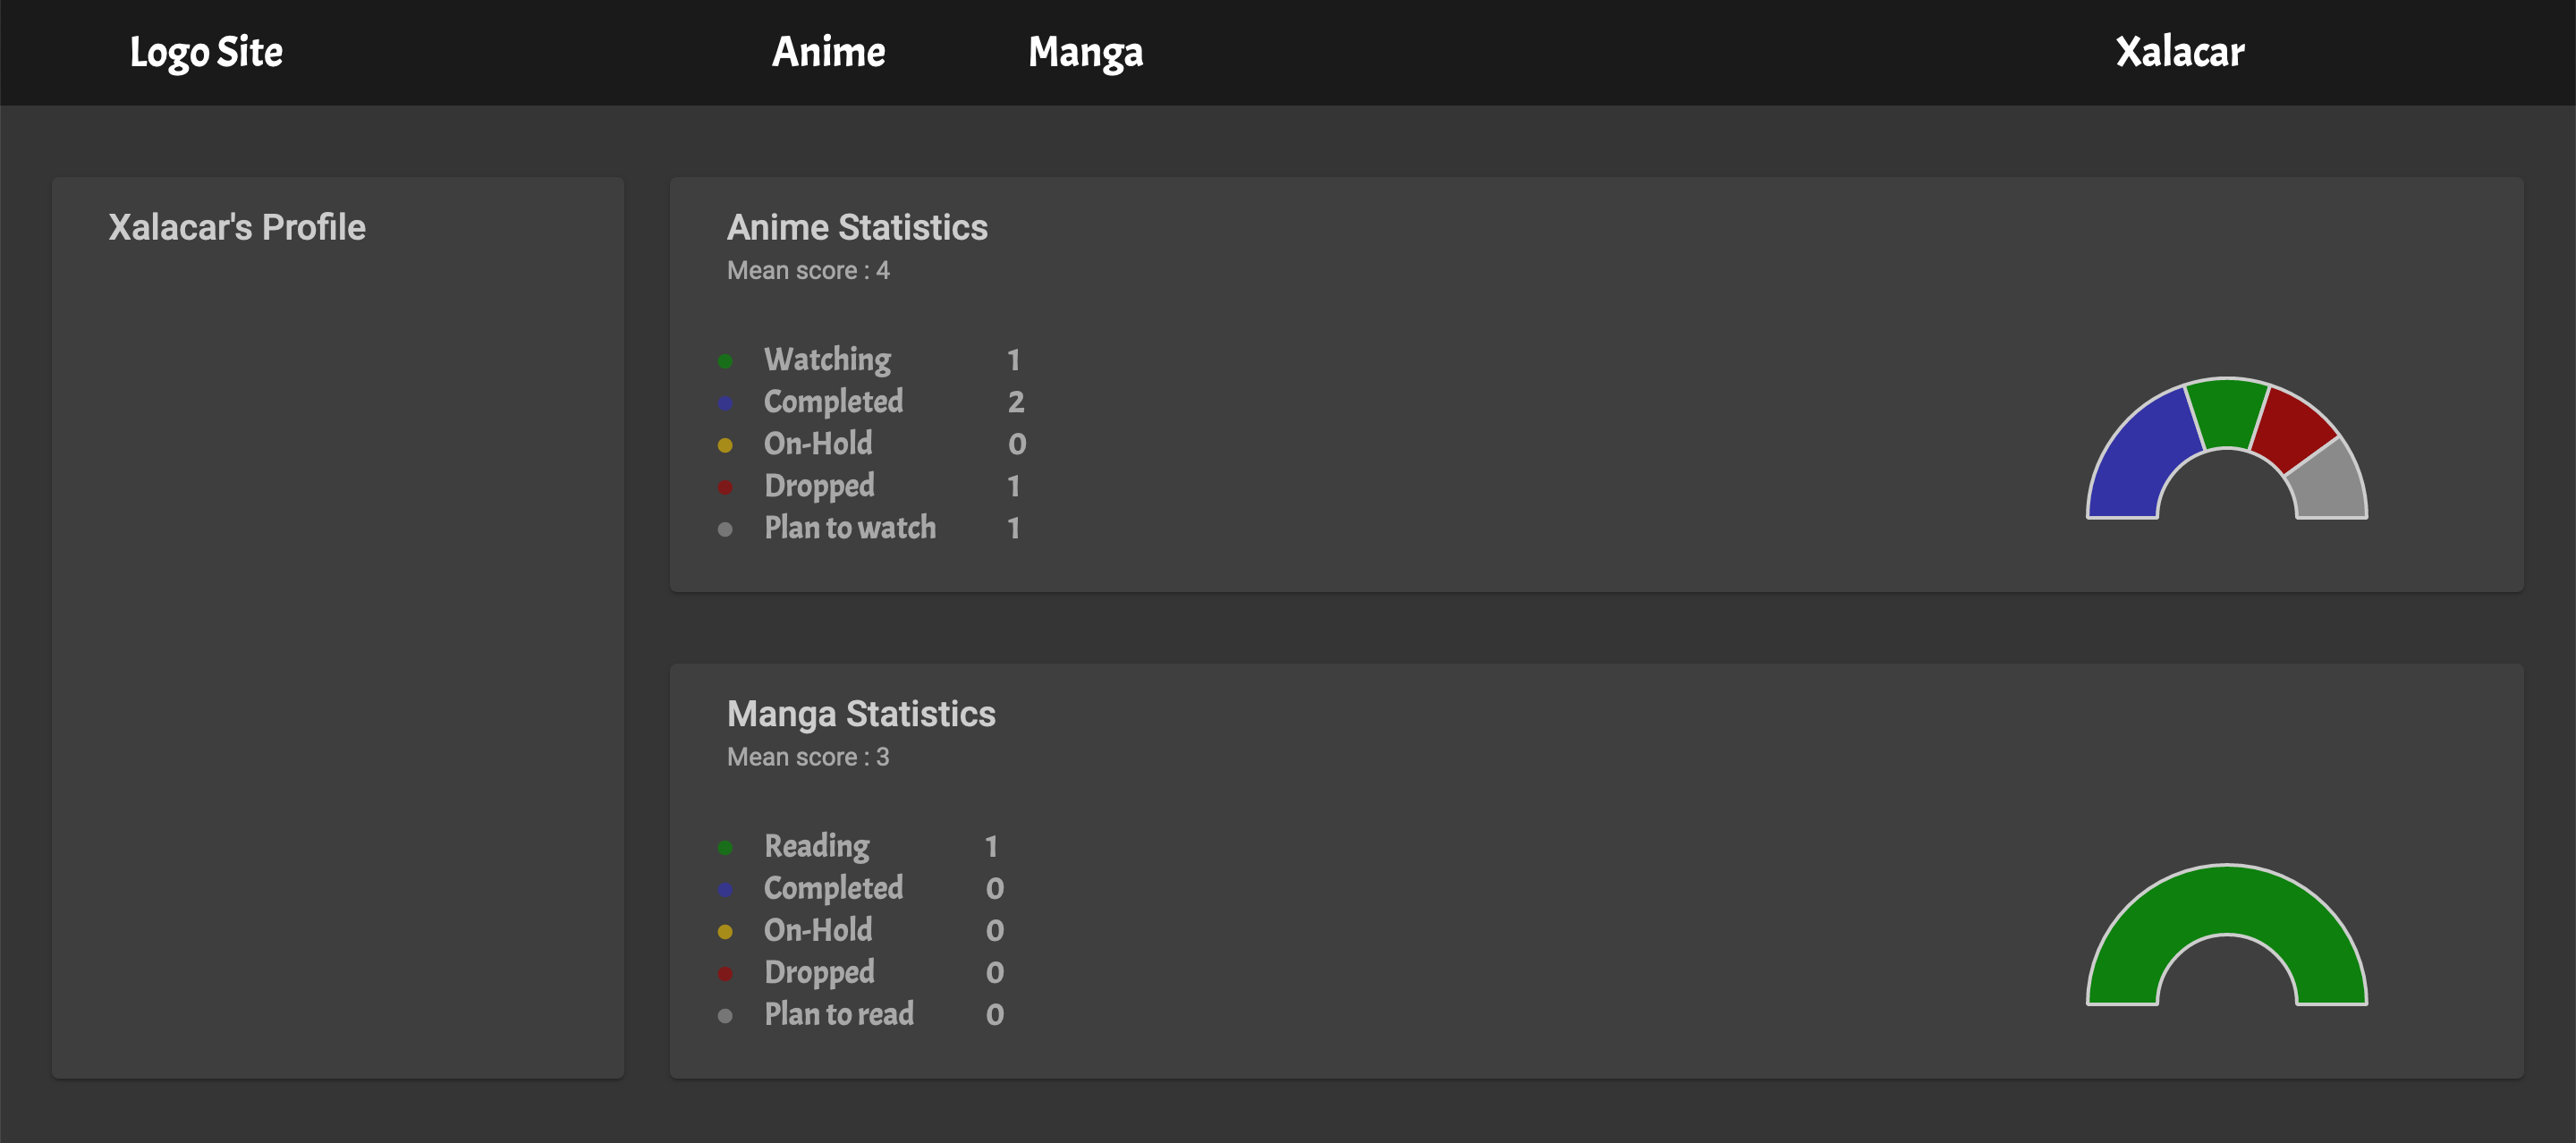 Logo Site Anime Manga Xalacar
Xalacar's Profile
Anime Statistics
Mean score : 4
Watching 1
Completed 2
On-Hold 0
Dropped 1
Plan to watch 1
Manga Statistics
Mean score : 3
Reading 1
Completed 0
On-Hold 0
Dropped 0
Plan to read 0